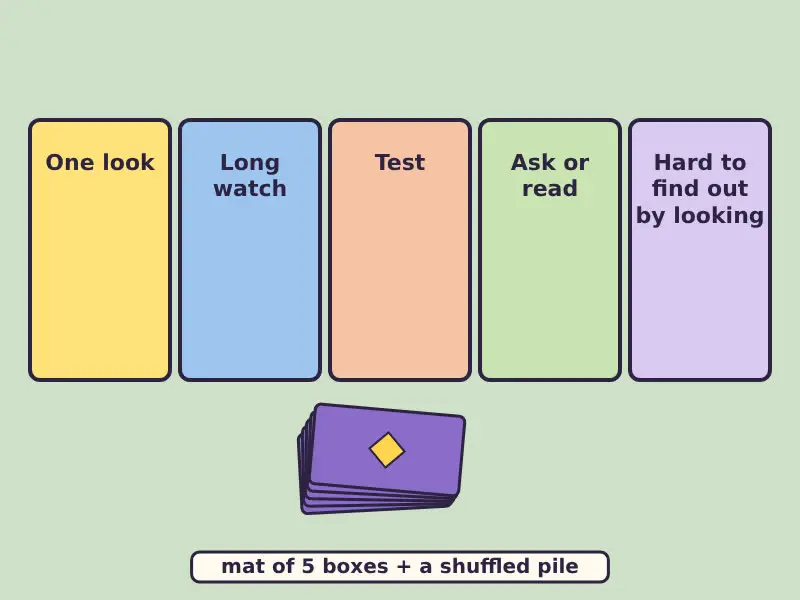 One look
Long
watch
Test
Ask or
read
Hard to
find out
by looking
mat of 5 boxes + a shuffled pile